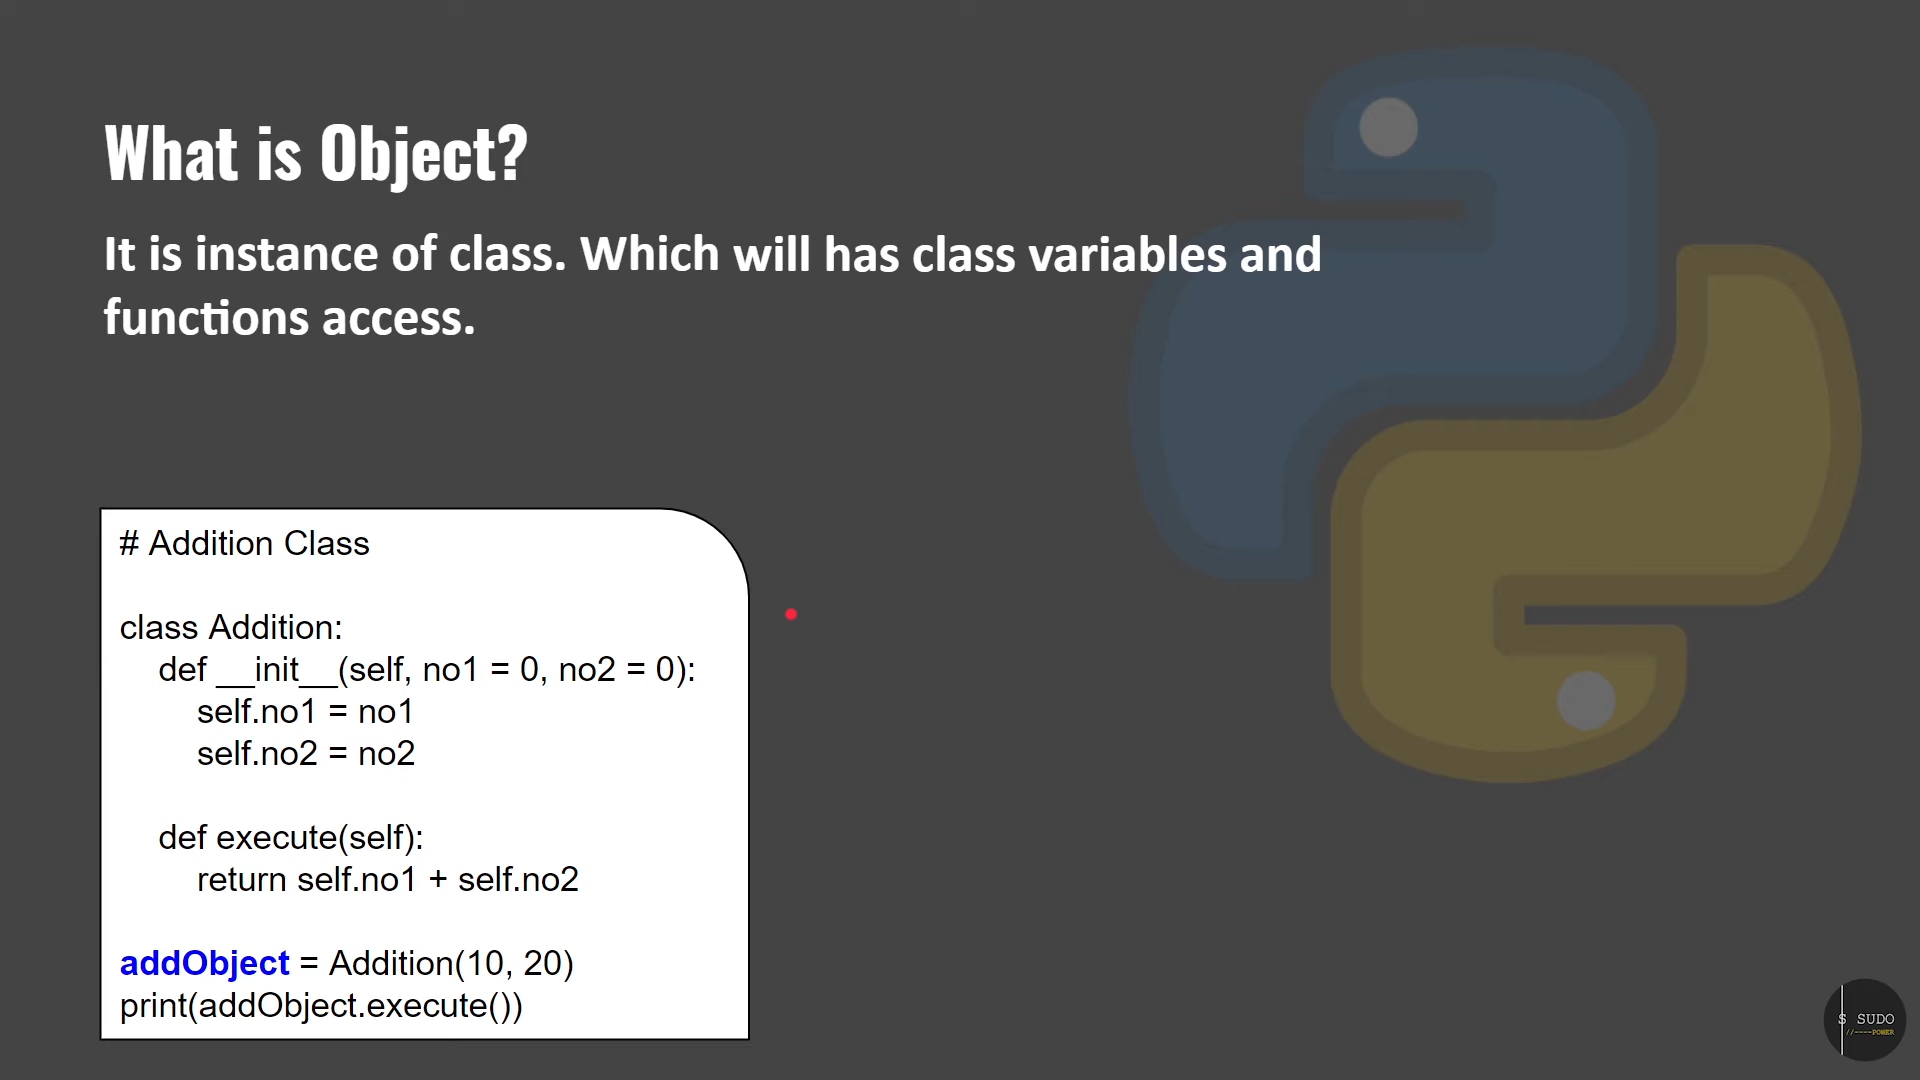 What is Object?
It is instance of class. Which will has class variables and
functions access.
# Addition Class
class Addition:
def __init__(self, no1 = 0, no2 = 0):
self.no1 = no1
self.no2 = no2
def execute(self):
return self.no1 + self.no2
addObject = Addition(10, 20)
print(addObject.execute())
S SUDO
//----POWER